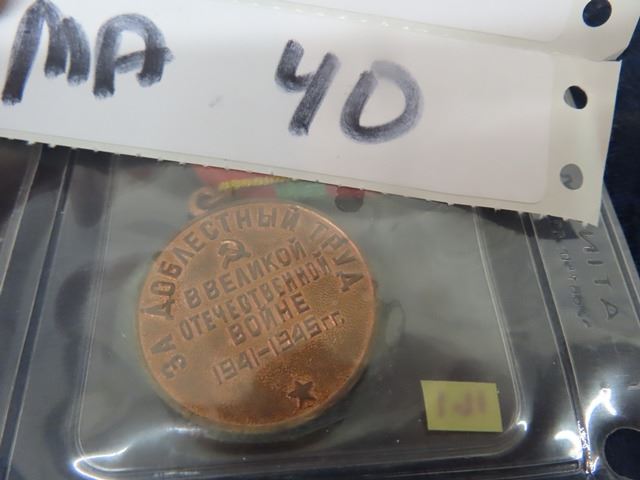 MA 40
ЗА ДОБЛЕСТНЫЙ ТРУД
В ВЕЛИКОЙ
ОТЕЧЕСТВЕННОЙ
ВОЙНЕ
1941-1945 гг.